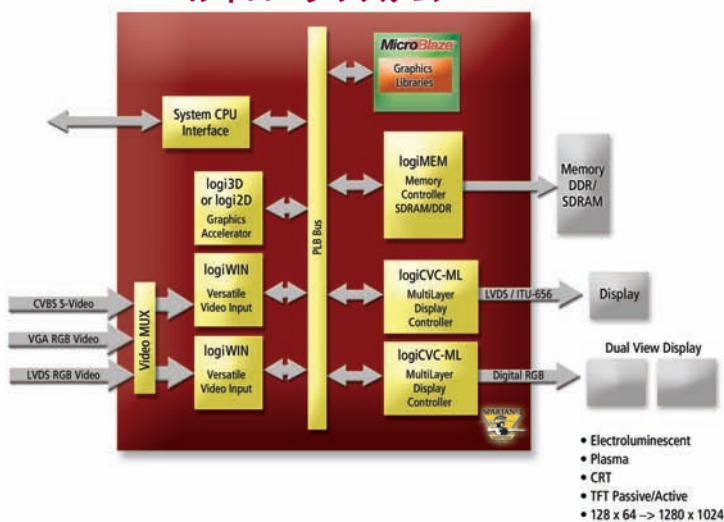 MicroBlaze
Graphics
Libraries
System CPU
Interface
logi3D
or logi2D
Graphics
Accelerator
PLB Bus
logiMEM
Memory
Controller
SDRAM/DDR
Memory
DDR/
SDRAM
CVBS S-Video
VGA RGB Video
LVDS RGB Video
Video MUX
logiWIN
Versatile
Video Input
logiWIN
Versatile
Video Input
logiCVC-ML
MultiLayer
Display
Controller
LVDS / ITU-656
Display
logiCVC-ML
MultiLayer
Display
Controller
Digital RGB
Dual View Display
• Electroluminescent
• Plasma
• CRT
• TFT Passive/Active
• 128 x 64 –> 1280 x 1024